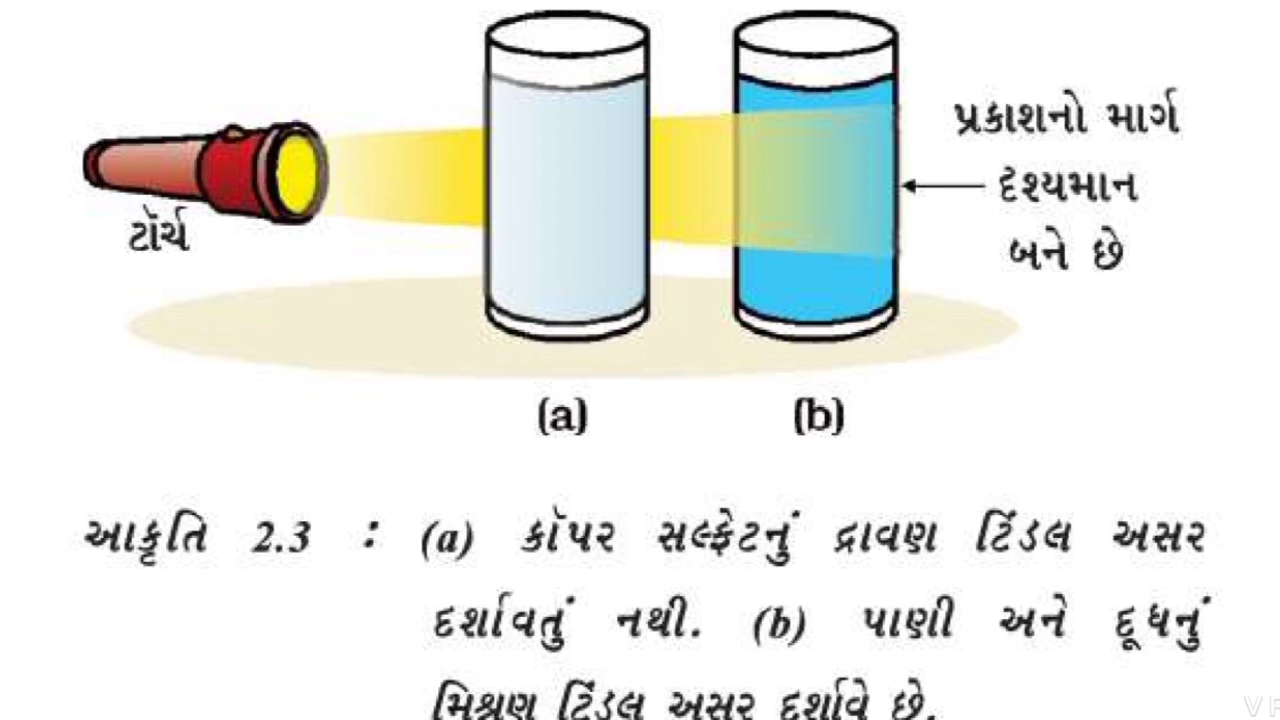 પ્રકાશનો માર્ગ
દૃશ્યમાન
બને છે
ટૉર્ચ
(a)
(b)
આકૃતિ 2.3 : (a) કૉપર સલ્ફેટનું દ્રાવણ ટિંડલ અસર
દર્શાવતું નથી. (b) પાણી અને દૂધનું
મિશ્રણ ટિંડલ અસર દર્શાવે છે.